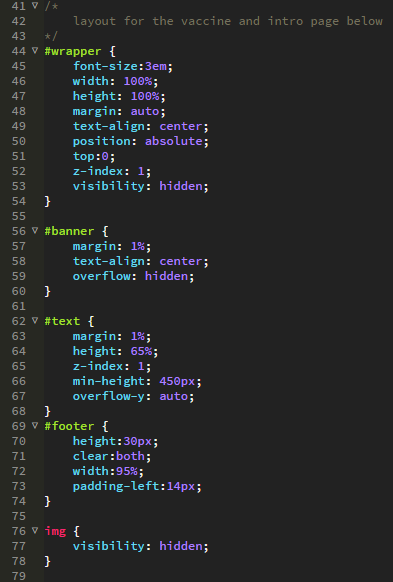 41 /*
42     layout for the vaccine and intro page below
43 */
44 #wrapper {
45     font-size:3em;
46     width: 100%;
47     height: 100%;
48     margin: auto;
49     text-align: center;
50     position: absolute;
51     top:0;
52     z-index: 1;
53     visibility: hidden;
54 }
55
56 #banner {
57     margin: 1%;
58     text-align: center;
59     overflow: hidden;
60 }
61
62 #text {
63     margin: 1%;
64     height: 65%;
65     z-index: 1;
66     min-height: 450px;
67     overflow-y: auto;
68 }
69 #footer {
70     height:30px;
71     clear:both;
72     width:95%;
73     padding-left:14px;
74 }
75
76 img {
77     visibility: hidden;
78 }
79